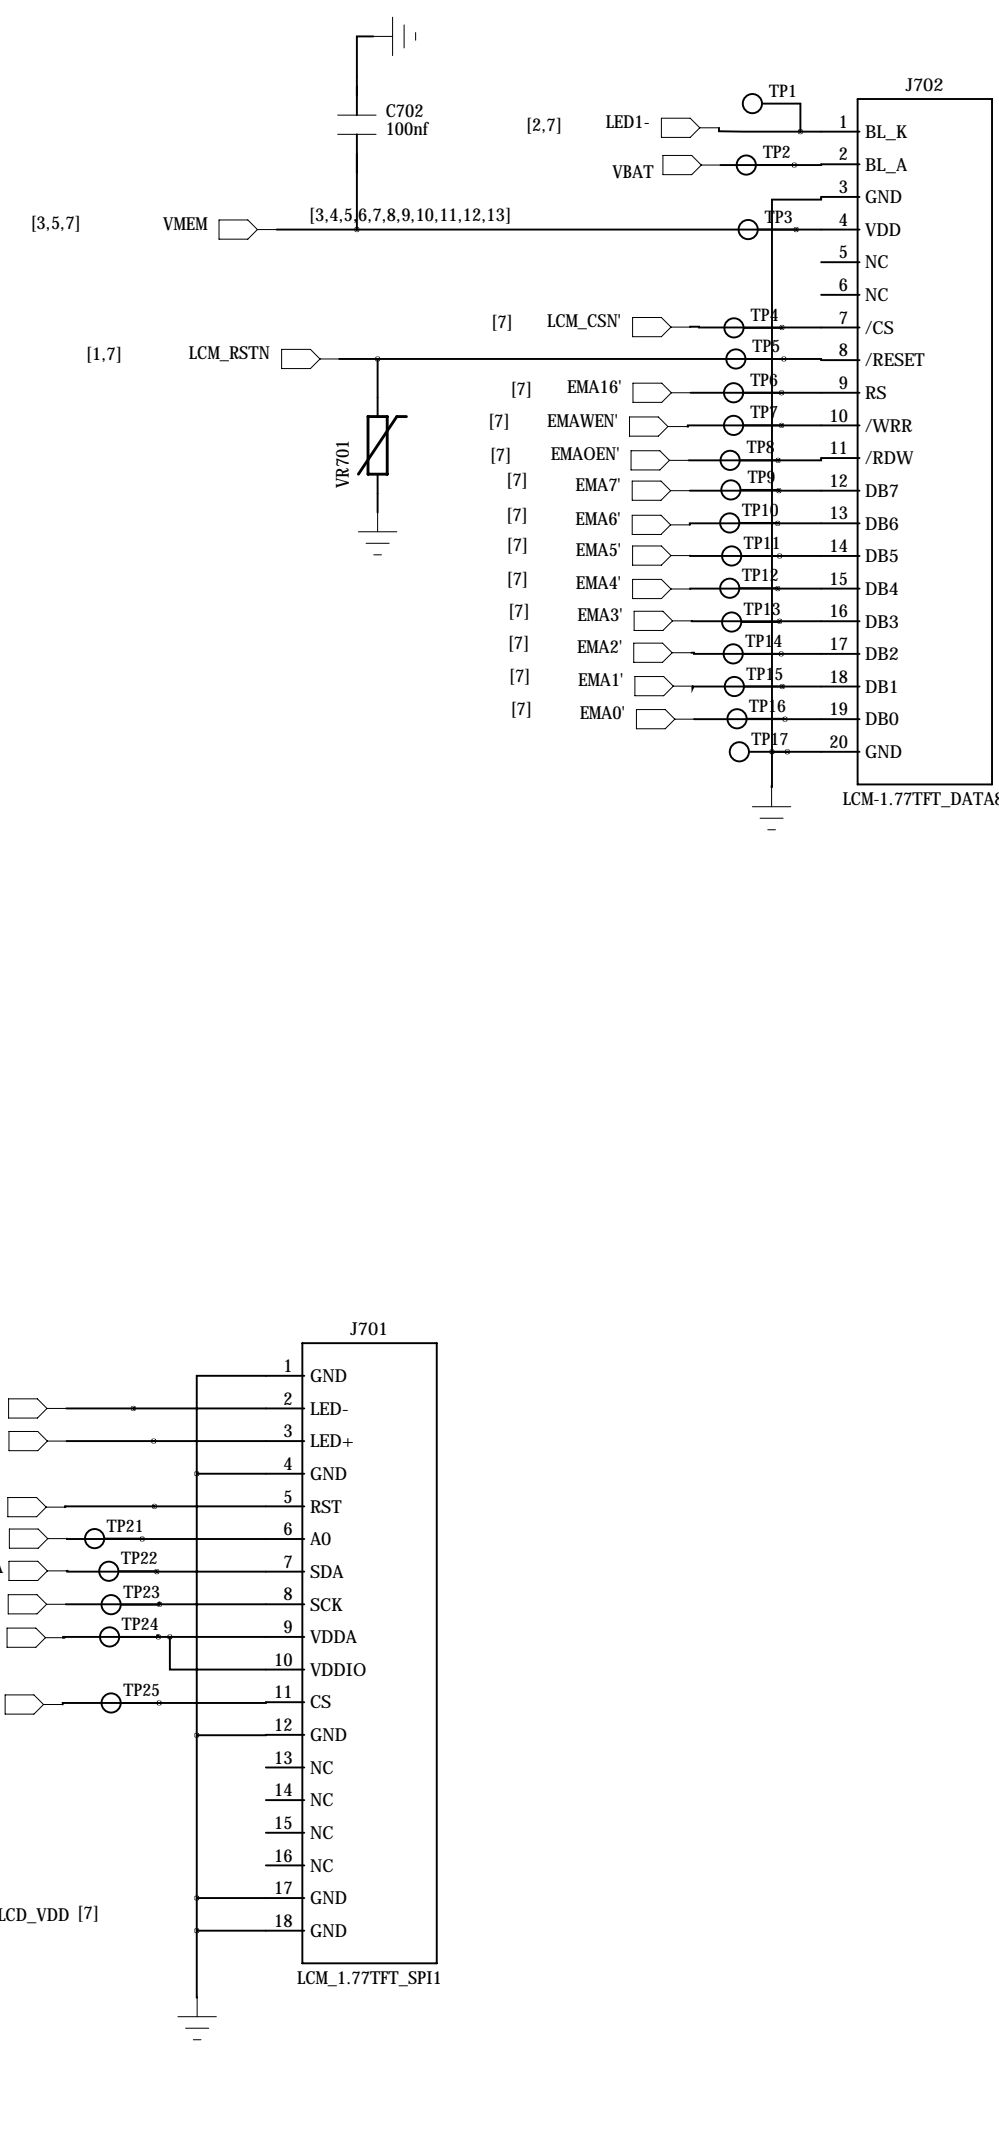 C702
100nf
J702
TP1
[2,7] LED1- 1 BL_K
VBAT TP2 2 BL_A
3 GND
[3,5,7] VMEM [3,4,5,6,7,8,9,10,11,12,13] TP3 4 VDD
5 NC
6 NC
[7] LCM_CSN' TP4 7 /CS
[1,7] LCM_RSTN TP5 8 /RESET
[7] EMA16' TP6 9 RS
[7] EMAWEN' TP7 10 /WRR
[7] EMAOEN' TP8 11 /RDW
VR701
[7] EMA7' TP9 12 DB7
[7] EMA6' TP10 13 DB6
[7] EMA5' TP11 14 DB5
[7] EMA4' TP12 15 DB4
[7] EMA3' TP13 16 DB3
[7] EMA2' TP14 17 DB2
[7] EMA1' TP15 18 DB1
[7] EMA0' TP16 19 DB0
TP17 20 GND
LCM-1.77TFT_DATA8
J701
1 GND
2 LED-
3 LED+
4 GND
5 RST
TP21 6 A0
TP22 7 SDA
TP23 8 SCK
TP24 9 VDDA
10 VDDIO
TP25 11 CS
12 GND
13 NC
14 NC
15 NC
16 NC
17 GND
LCD_VDD [7]
18 GND
LCM_1.77TFT_SPI1